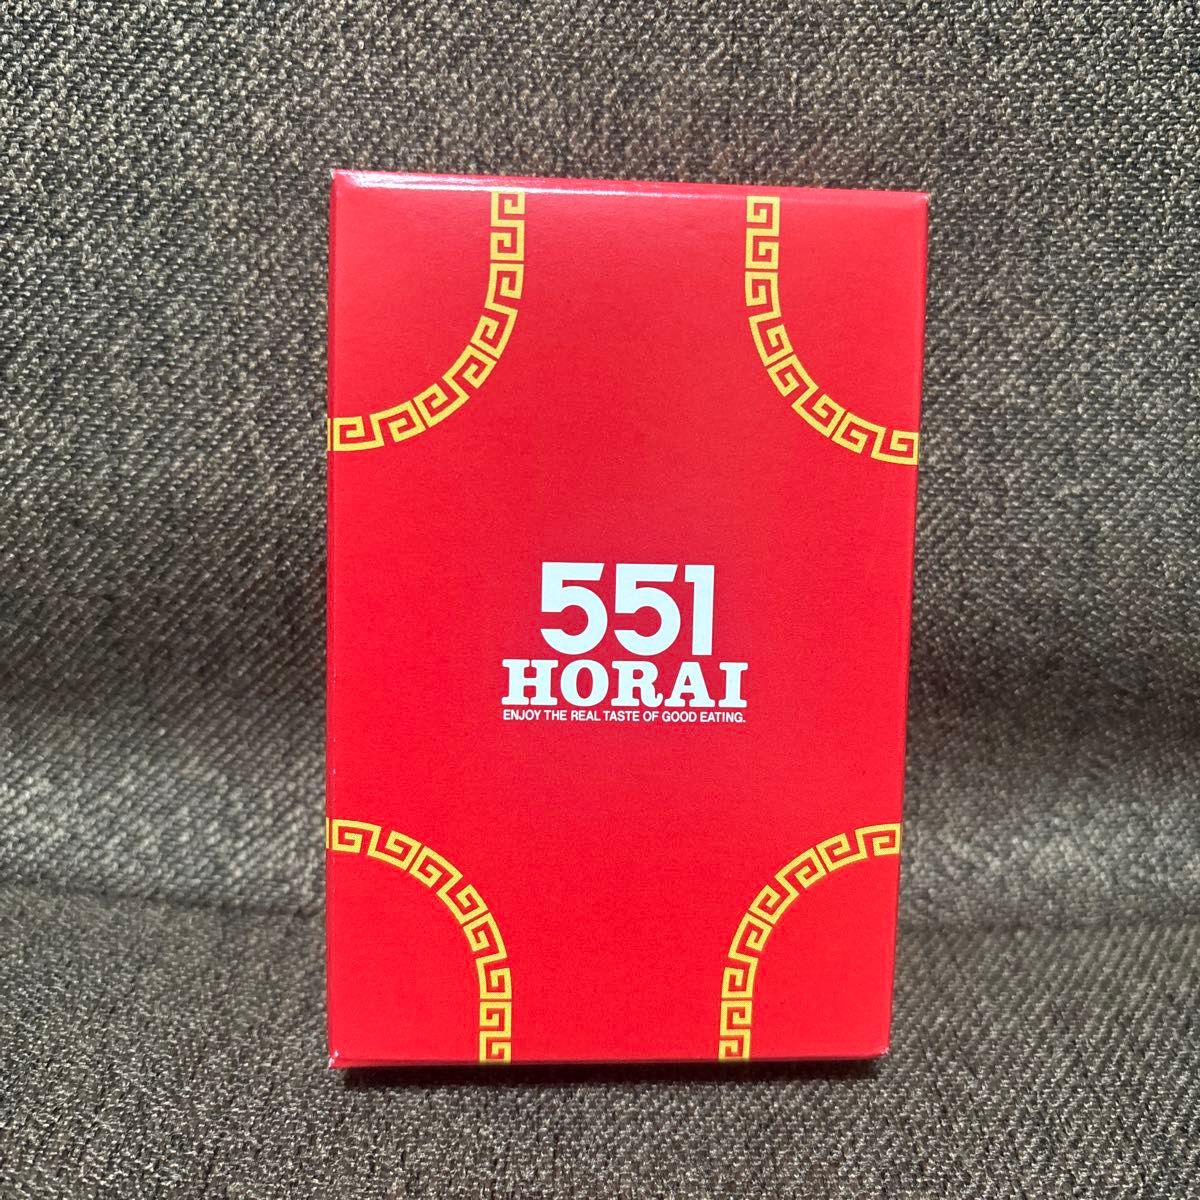 551
HORAI
ENJOY THE REAL TASTE OF GOOD EATING.